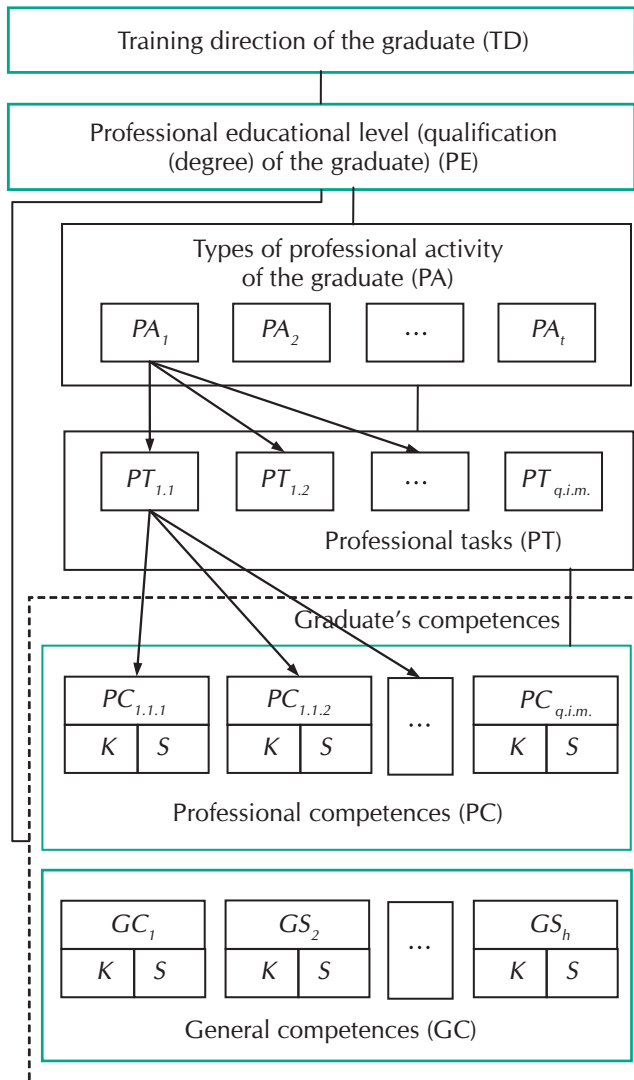 Training direction of the graduate (TD)
Professional educational level (qualification
(degree) of the graduate) (PE)
Types of professional activity
of the graduate (PA)
PA1 PA2 ... PAt
PT1.1 PT1.2 ... PTq.i.m.
Professional tasks (PT)
Graduate's competences
PC1.1.1 PC1.1.2 ... PCq.i.m.
K S K S K S
Professional competences (PC)
GC1 GS2 ... GSh
K S K S K S
General competences (GC)